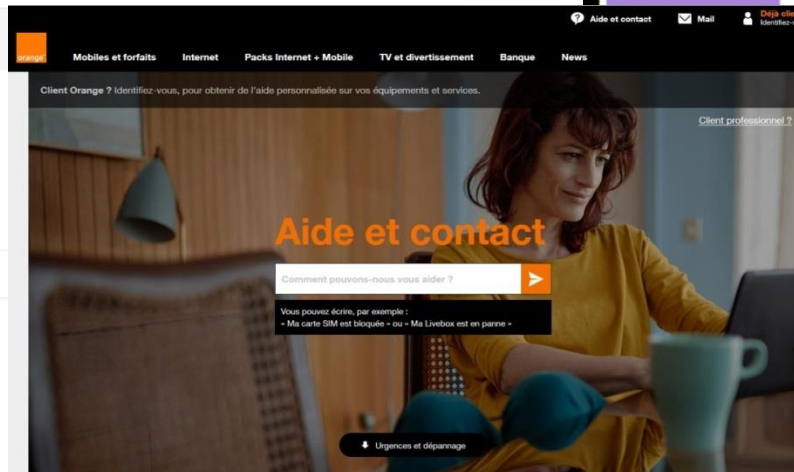 Aide et contact
Mail
Déjà clie
Identifiez-v
orange
Mobiles et forfaits
Internet
Packs Internet + Mobile
TV et divertissement
Banque
News
Client Orange ? Identifiez-vous, pour obtenir de l'aide personnalisée sur vos équipements et services.
Client professionnel ?
Aide et contact
Comment pouvons-nous vous aider ?
Vous pouvez écrire, par exemple :
« Ma carte SIM est bloquée » ou « Ma Livebox est en panne »
Urgences et dépannage